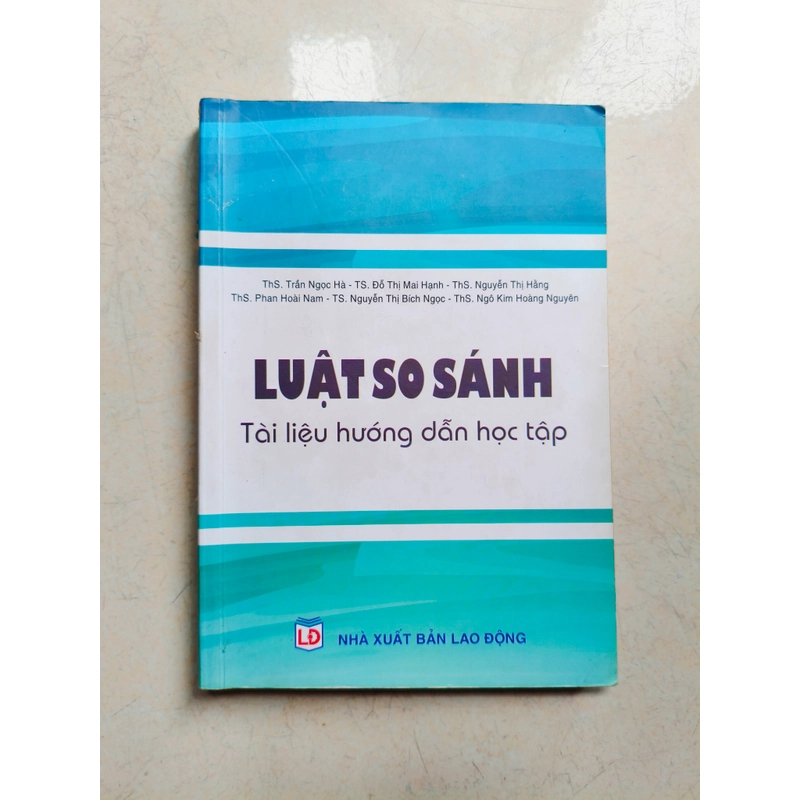 ThS. Trần Ngọc Hà - TS. Đỗ Thị Mai Hạnh - ThS. Nguyễn Thị Hằng
ThS. Phan Hoài Nam - TS. Nguyễn Thị Bích Ngọc - ThS. Ngô Kim Hoàng Nguyên
LUẬT SO SÁNH
Tài liệu hướng dẫn học tập
LĐ
NHÀ XUẤT BẢN LAO ĐỘNG